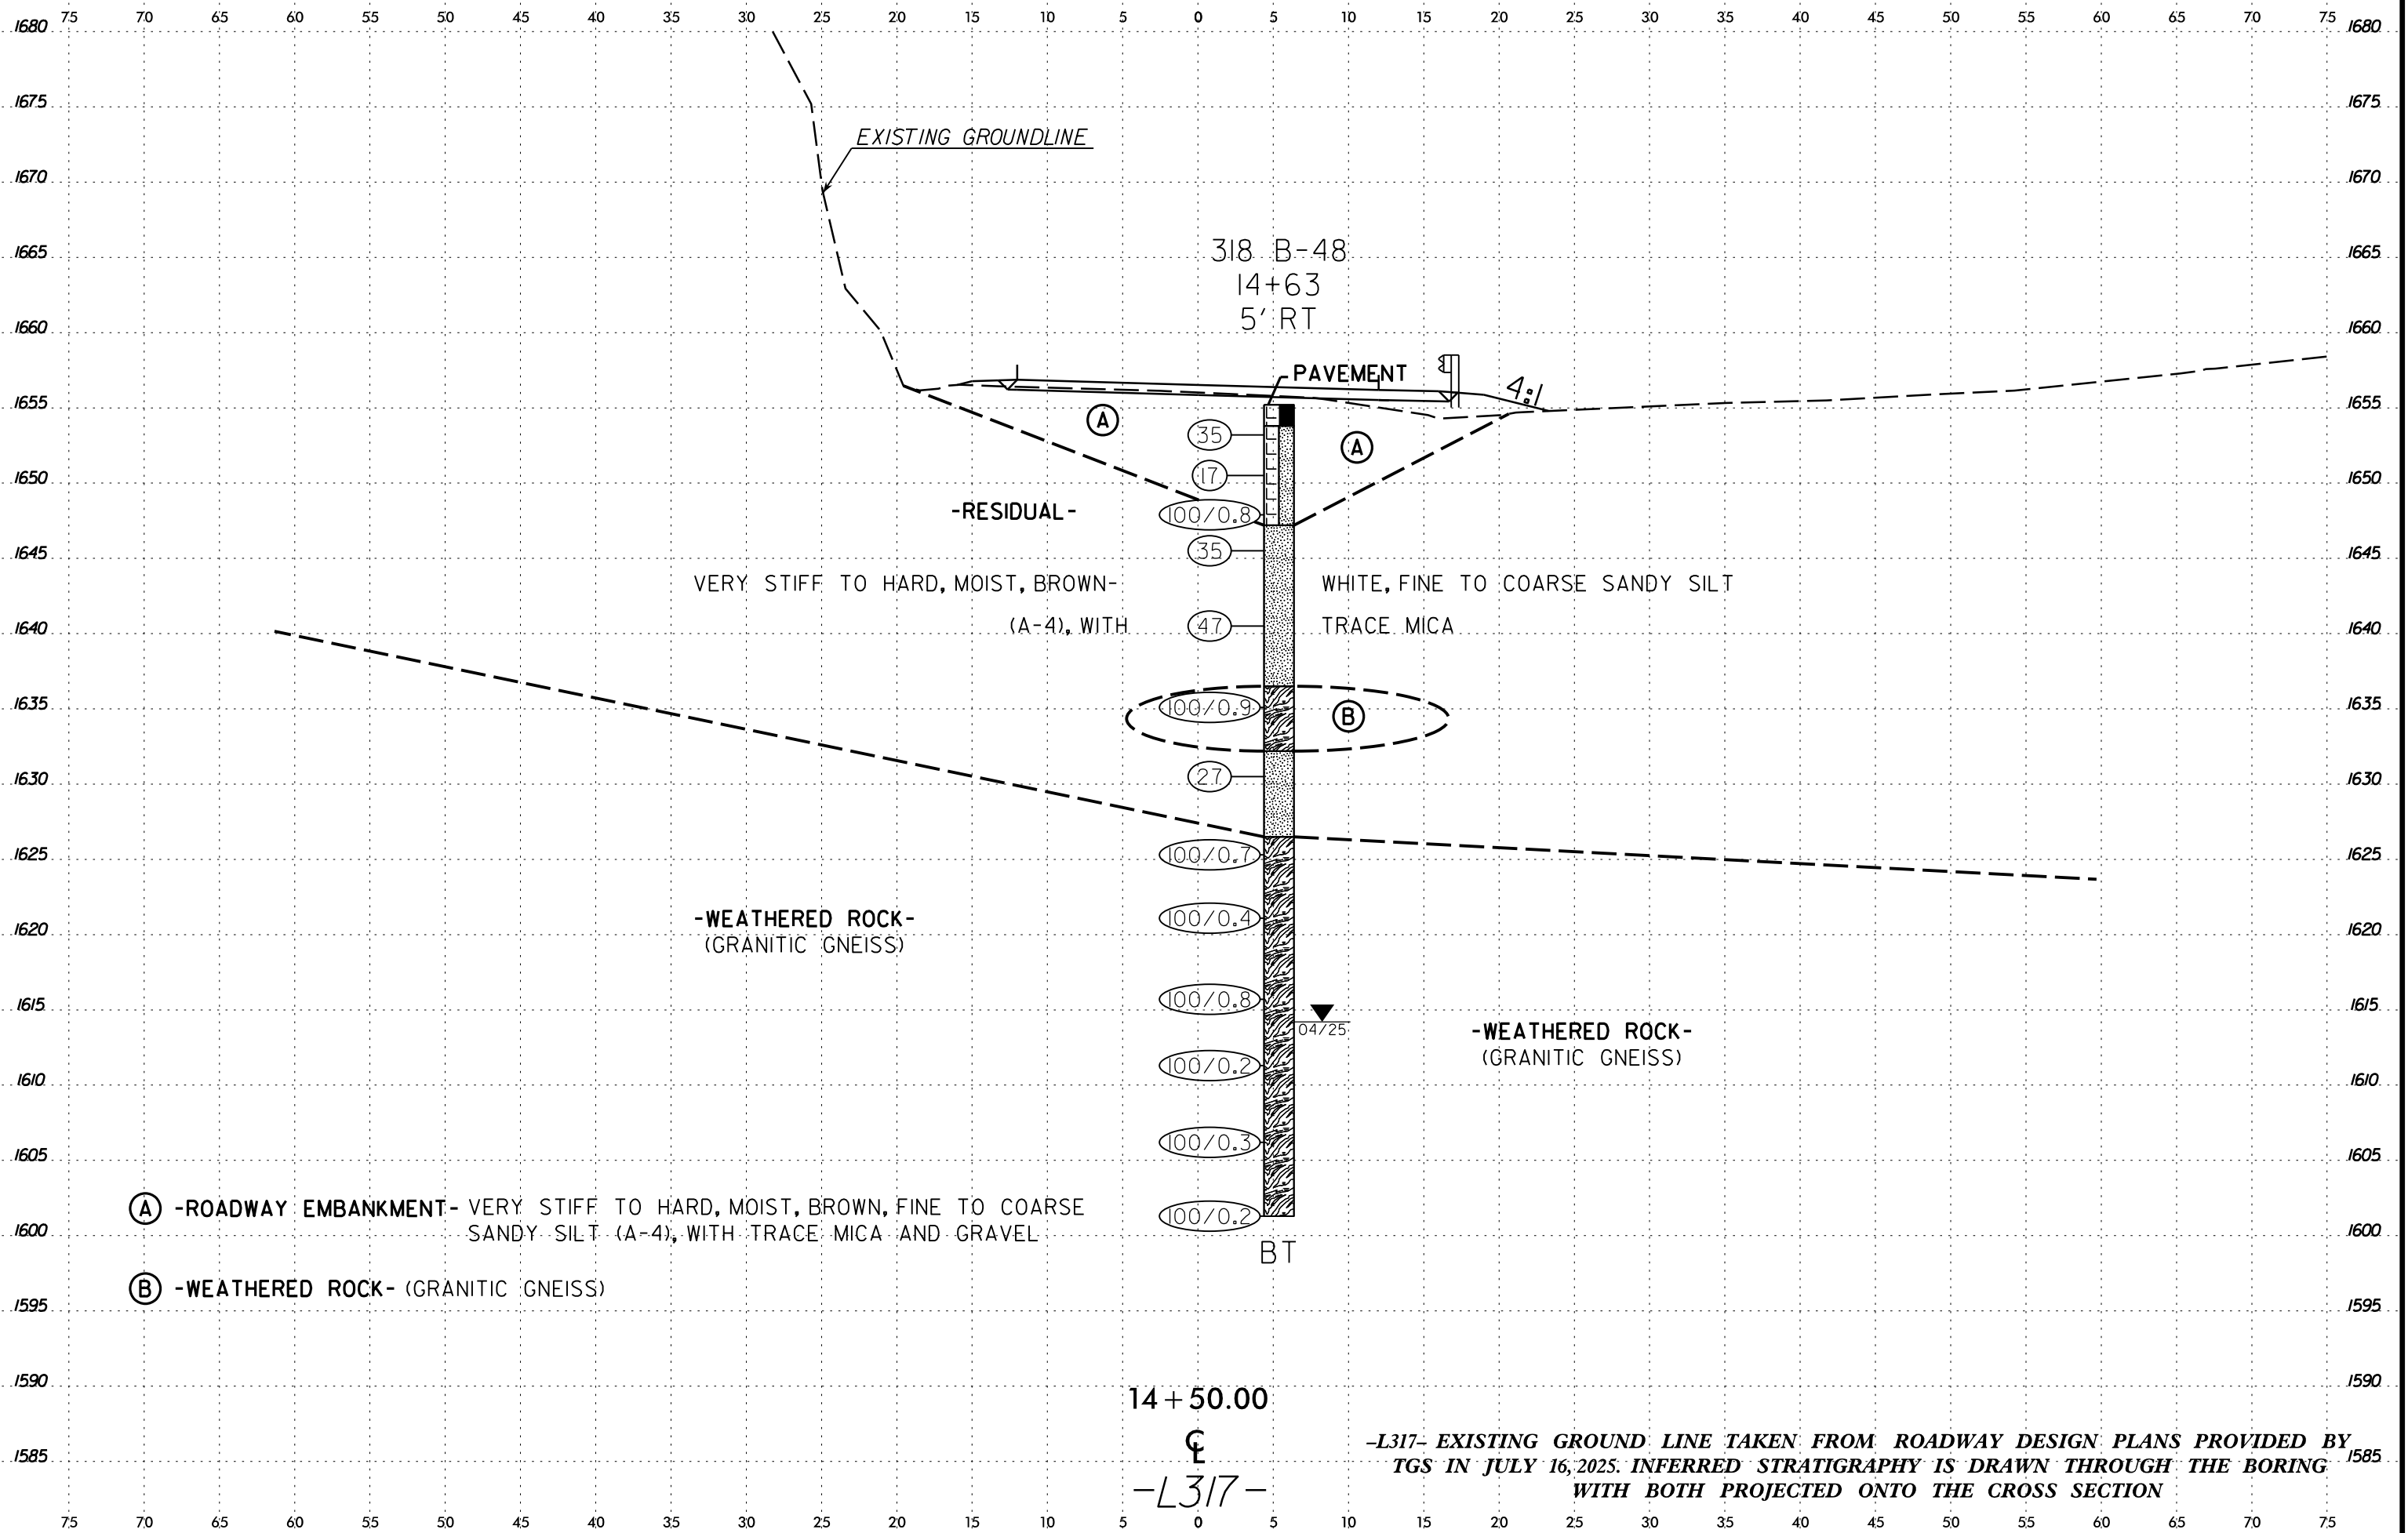 75 70 65 60 55 50 45 40 35 30 25 20 15 10 5 0 5 10 15 20 25 30 35 40 45 50 55 60 65 70 75
1680 1680
1675 1675
EXISTING GROUNDLINE
1670 1670
1665 318 B-48 1665
14+63
5' RT
1660 1660
PAVEMENT
4:1
1655 1655
A
35
A
17
1650 1650
-RESIDUAL- 100/0.8
35
1645 1645
VERY STIFF TO HARD, MOIST, BROWN- WHITE, FINE TO COARSE SANDY SILT
(A-4), WITH 47 TRACE MICA
1640 1640
1635 100/0.9 B 1635
27
1630 1630
1625 100/0.7 1625
-WEATHERED ROCK- 100/0.4
(GRANITIC GNEISS)
1620 1620
100/0.8
1615 1615
04/25
-WEATHERED ROCK-
(GRANITIC GNEISS)
100/0.2
1610 1610
100/0.3
1605 1605
A -ROADWAY EMBANKMENT- VERY STIFF TO HARD, MOIST, BROWN, FINE TO COARSE
SANDY SILT (A-4), WITH TRACE MICA AND GRAVEL
100/0.2
1600 1600
BT
B -WEATHERED ROCK- (GRANITIC GNEISS)
1595 1595
1590 1590
14+50.00
℄
-L317-
1585 1585
-L317- EXISTING GROUND LINE TAKEN FROM ROADWAY DESIGN PLANS PROVIDED BY
TGS IN JULY 16, 2025. INFERRED STRATIGRAPHY IS DRAWN THROUGH THE BORING
WITH BOTH PROJECTED ONTO THE CROSS SECTION
75 70 65 60 55 50 45 40 35 30 25 20 15 10 5 0 5 10 15 20 25 30 35 40 45 50 55 60 65 70 75